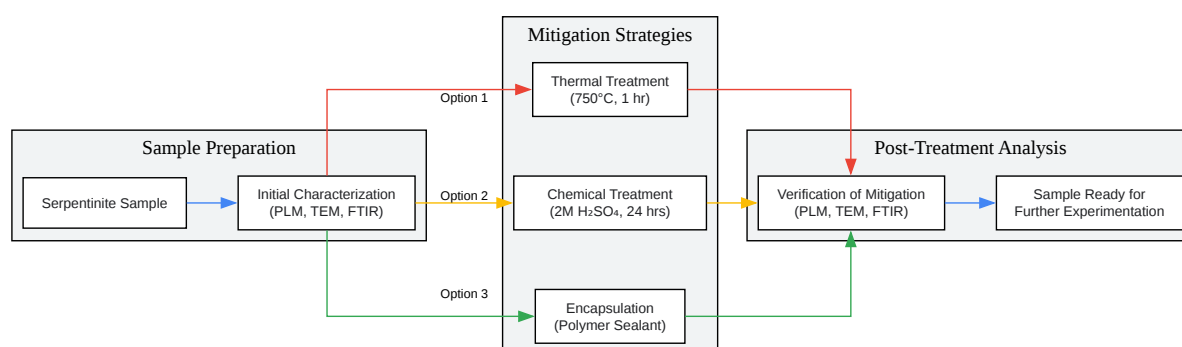 Mitigation Strategies
Thermal Treatment
(750°C, 1 hr)
Option 1
Sample Preparation
Post-Treatment Analysis
Serpentinite Sample
Initial Characterization
(PLM, TEM, FTIR)
Option 2
Chemical Treatment
(2M H₂SO₄, 24 hrs)
Verification of Mitigation
(PLM, TEM, FTIR)
Sample Ready for
Further Experimentation
Option 3
Encapsulation
(Polymer Sealant)